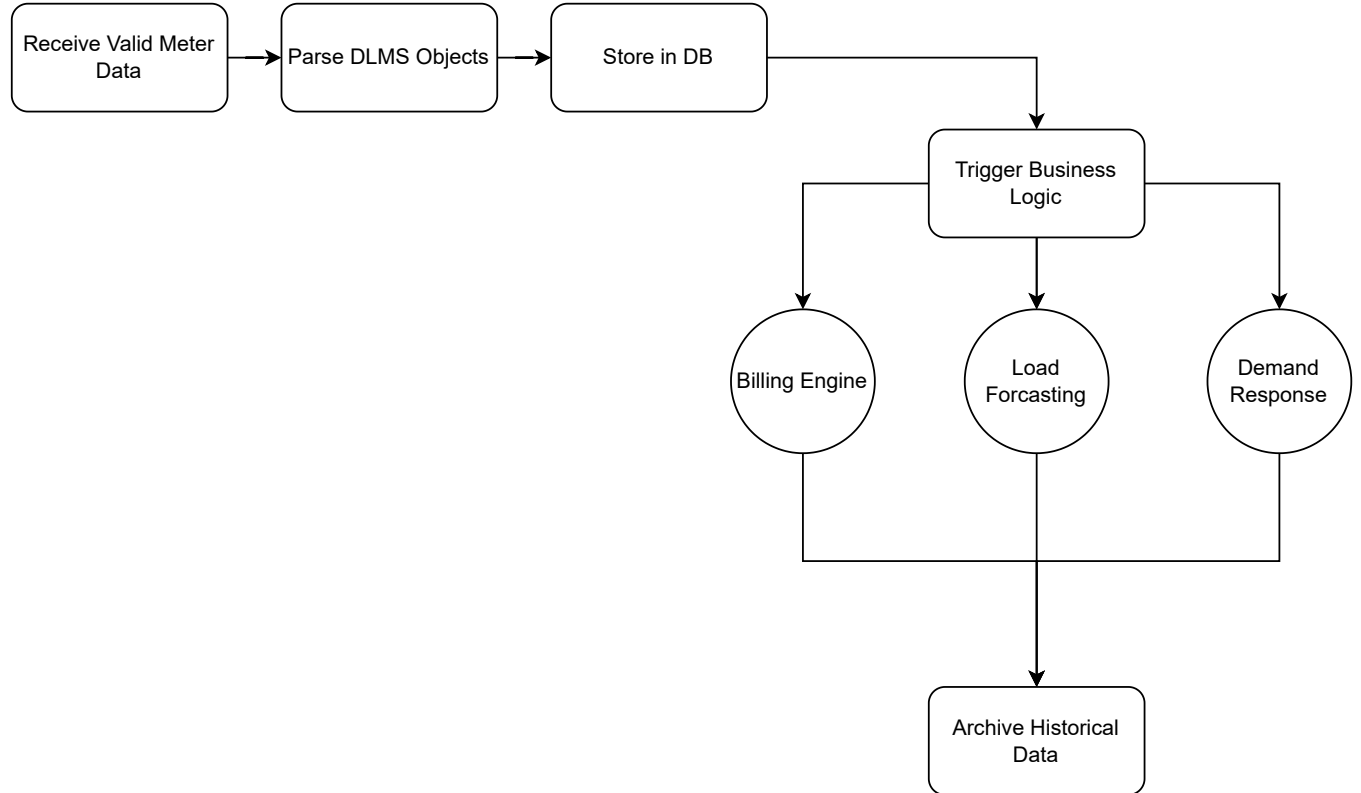 Receive Valid Meter
Data
Parse DLMS Objects
Store in DB
Trigger Business
Logic
Billing Engine
Load
Forcasting
Demand
Response
Archive Historical
Data